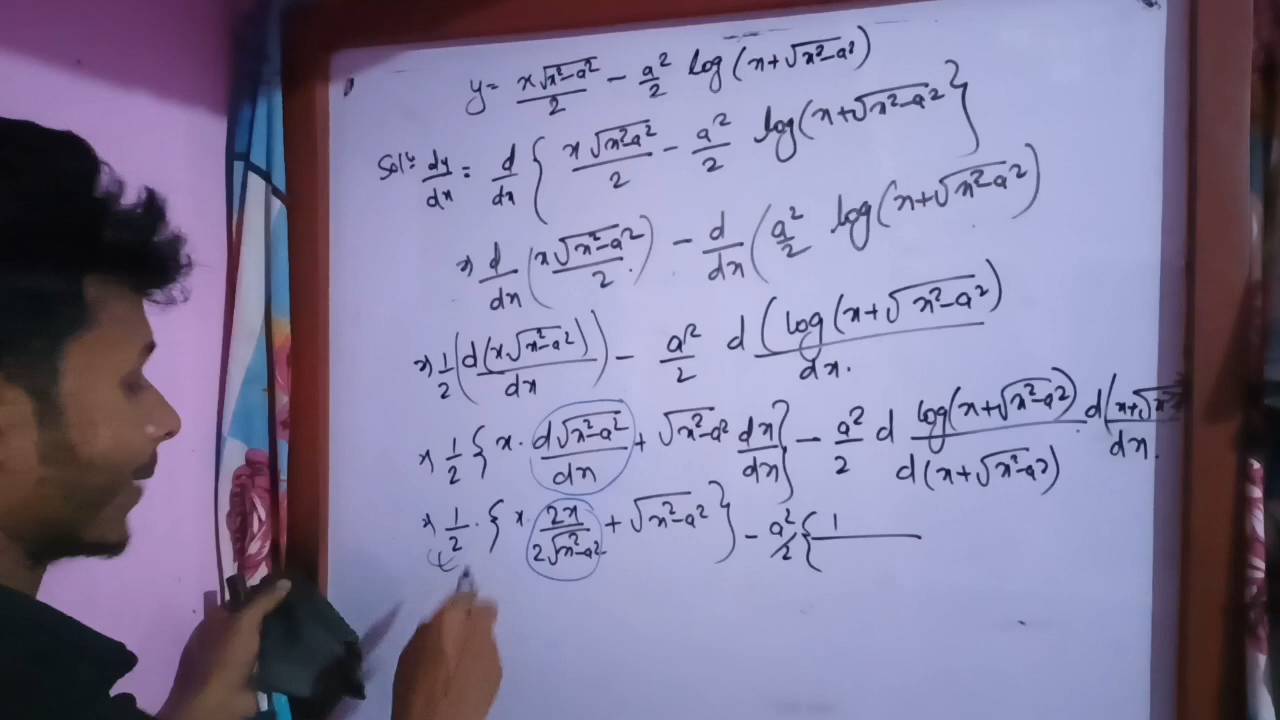 y = x√x²-a²/2 - a²/2 log(x+√x²-a²)
Solⁿ: dy/dx = d/dx { x√x²a²/2 - a²/2 log(x+√x²-a²) }
⇒ d/dx (x√x²-a²/2) - d/dx (a²/2 log(x+√x²-a²)
⇒ 1/2 (d(x√x²-a²)/dx) - a²/2 d(log(x+√x²-a²)/dx.
⇒ 1/2 { x. d√x²-a²/dx + √x²-a² dx/dx } - a²/2 d log(x+√x²-a²)/d(x+√x²-a²) . d(x+√x²/dx.
⇒ 1/2 . { x. 2x/2√x²-a² + √x²-a² } - a²/2 { 1/